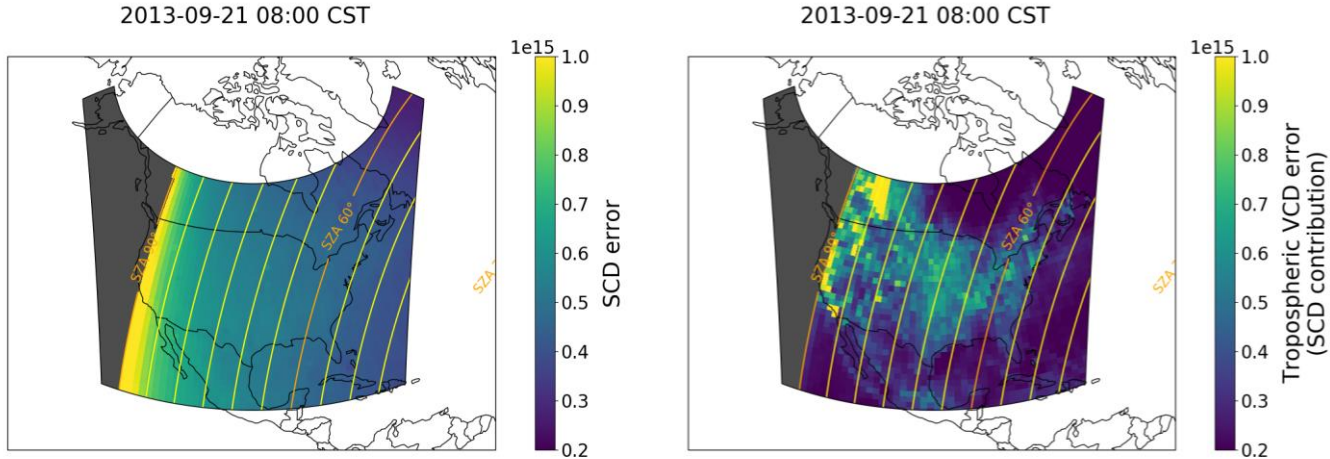 2013-09-21 08:00 CST
1e15
1.0
0.9
0.8
0.7
0.6
0.5
0.4
0.3
0.2
SCD error
SZA 90°
SZA 60°
SZA
2013-09-21 08:00 CST
1e15
1.0
0.9
0.8
0.7
0.6
0.5
0.4
0.3
0.2
Tropospheric VCD error
(SCD contribution)
SZA 90°
SZA 60°
SZA